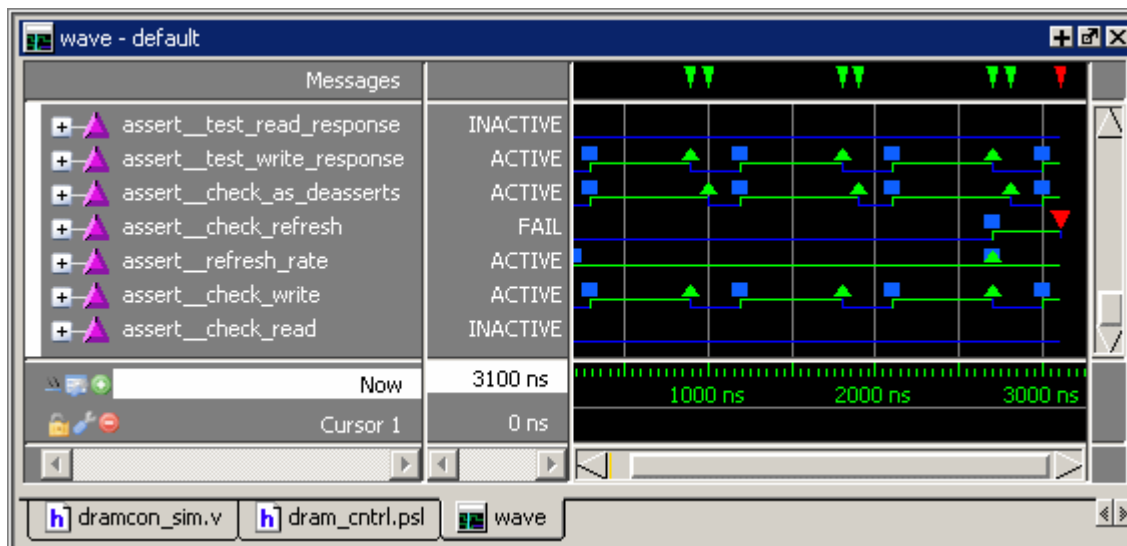 wave - default
Messages
assert__test_read_response INACTIVE
assert__test_write_response ACTIVE
assert__check_as_deasserts ACTIVE
assert__check_refresh FAIL
assert__refresh_rate ACTIVE
assert__check_write ACTIVE
assert__check_read INACTIVE
Now 3100 ns 1000 ns 2000 ns 3000 ns
Cursor 1 0 ns
h dramcon_sim.v h dram_cntrl.psl wave